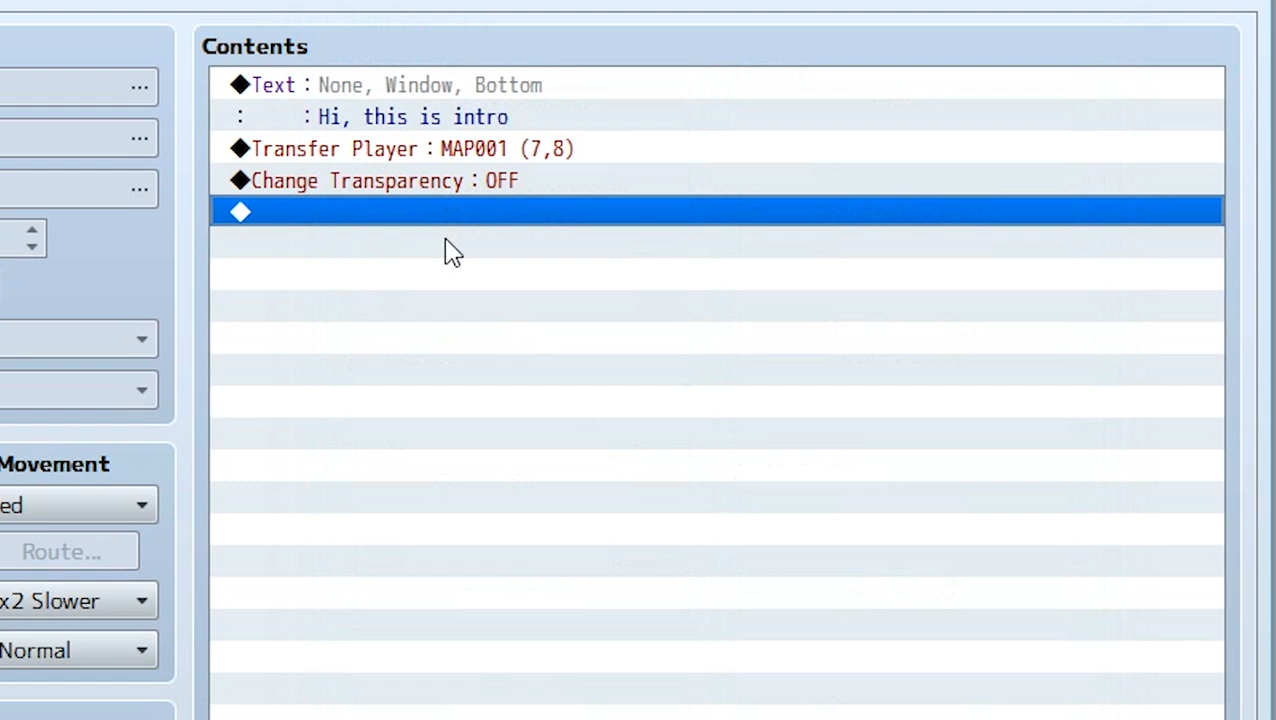 Contents
◆Text：None, Window, Bottom
：    ：Hi, this is intro
◆Transfer Player：MAP001 (7,8)
◆Change Transparency：OFF
◆
...
...
...
Movement
ed
Route...
x2 Slower
Normal